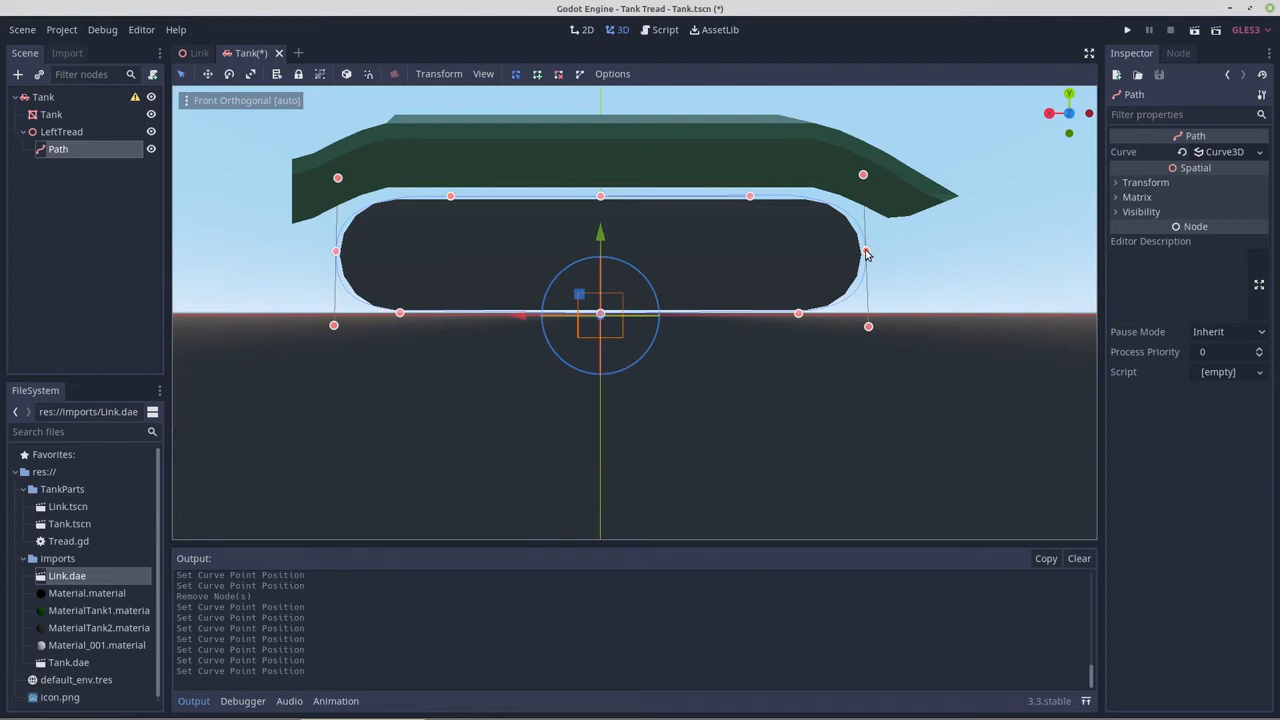 Godot Engine - Tank Tread - Tank.tscn (*)
Scene Project Debug Editor Help
2D 3D Script AssetLib
GLES3
Scene Import
Link Tank(*)
Inspector Node
Filter nodes
Transform View Options
Tank
Tank
LeftTread
Path
Front Orthogonal [auto]
Y
Z
Path
Filter properties
Path
Curve Curve3D
Spatial
Transform
Matrix
Visibility
Node
Editor Description
Pause Mode Inherit
Process Priority 0
Script [empty]
FileSystem
res://Imports/Link.dae
Search files
Favorites:
res://
TankParts
Link.tscn
Tank.tscn
Tread.gd
Imports
Link.dae
Material.material
MaterialTank1.materia
MaterialTank2.materia
Material_001.material
Tank.dae
default_env.tres
icon.png
Output: Copy Clear
Set Curve Point Position
Set Curve Point Position
Remove Node(s)
Set Curve Point Position
Set Curve Point Position
Set Curve Point Position
Set Curve Point Position
Set Curve Point Position
Set Curve Point Position
Set Curve Point Position
Output Debugger Audio Animation
3.3.stable